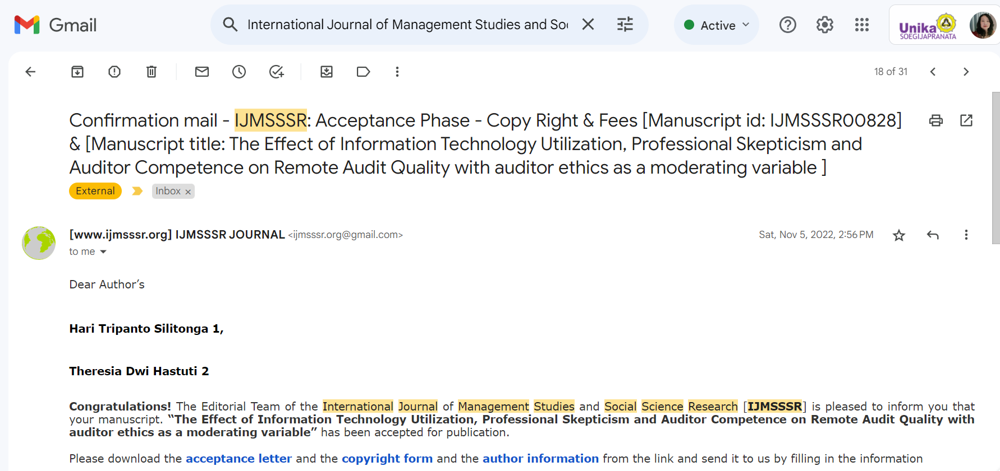 Gmail
International Journal of Management Studies and Soc
Active
Unika
SOEGIJAPRANATA
18 of 31
Confirmation mail - IJMSSSR: Acceptance Phase - Copy Right & Fees [Manuscript id: IJMSSSR00828]
& [Manuscript title: The Effect of Information Technology Utilization, Professional Skepticism and
Auditor Competence on Remote Audit Quality with auditor ethics as a moderating variable ]
External
Inbox x
[www.ijmsssr.org] IJMSSSR JOURNAL <ijmsssr.org@gmail.com>
Sat, Nov 5, 2022, 2:56 PM
to me
Dear Author’s
Hari Tripanto Silitonga 1,
Theresia Dwi Hastuti 2
Congratulations! The Editorial Team of the International Journal of Management Studies and Social Science Research [IJMSSSR] is pleased to inform you that
your manuscript. “The Effect of Information Technology Utilization, Professional Skepticism and Auditor Competence on Remote Audit Quality with
auditor ethics as a moderating variable” has been accepted for publication.
Please download the acceptance letter and the copyright form and the author information from the link and send it to us by filling in the information